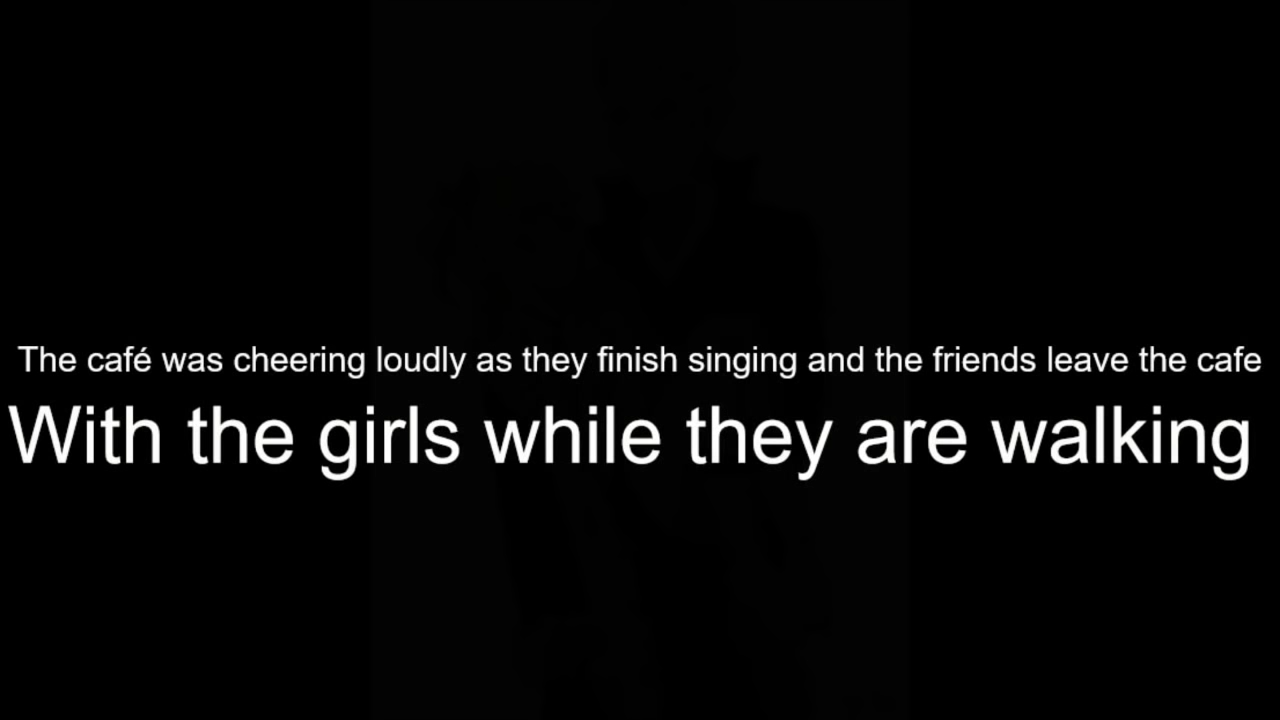 The café was cheering loudly as they finish singing and the friends leave the cafe
With the girls while they are walking